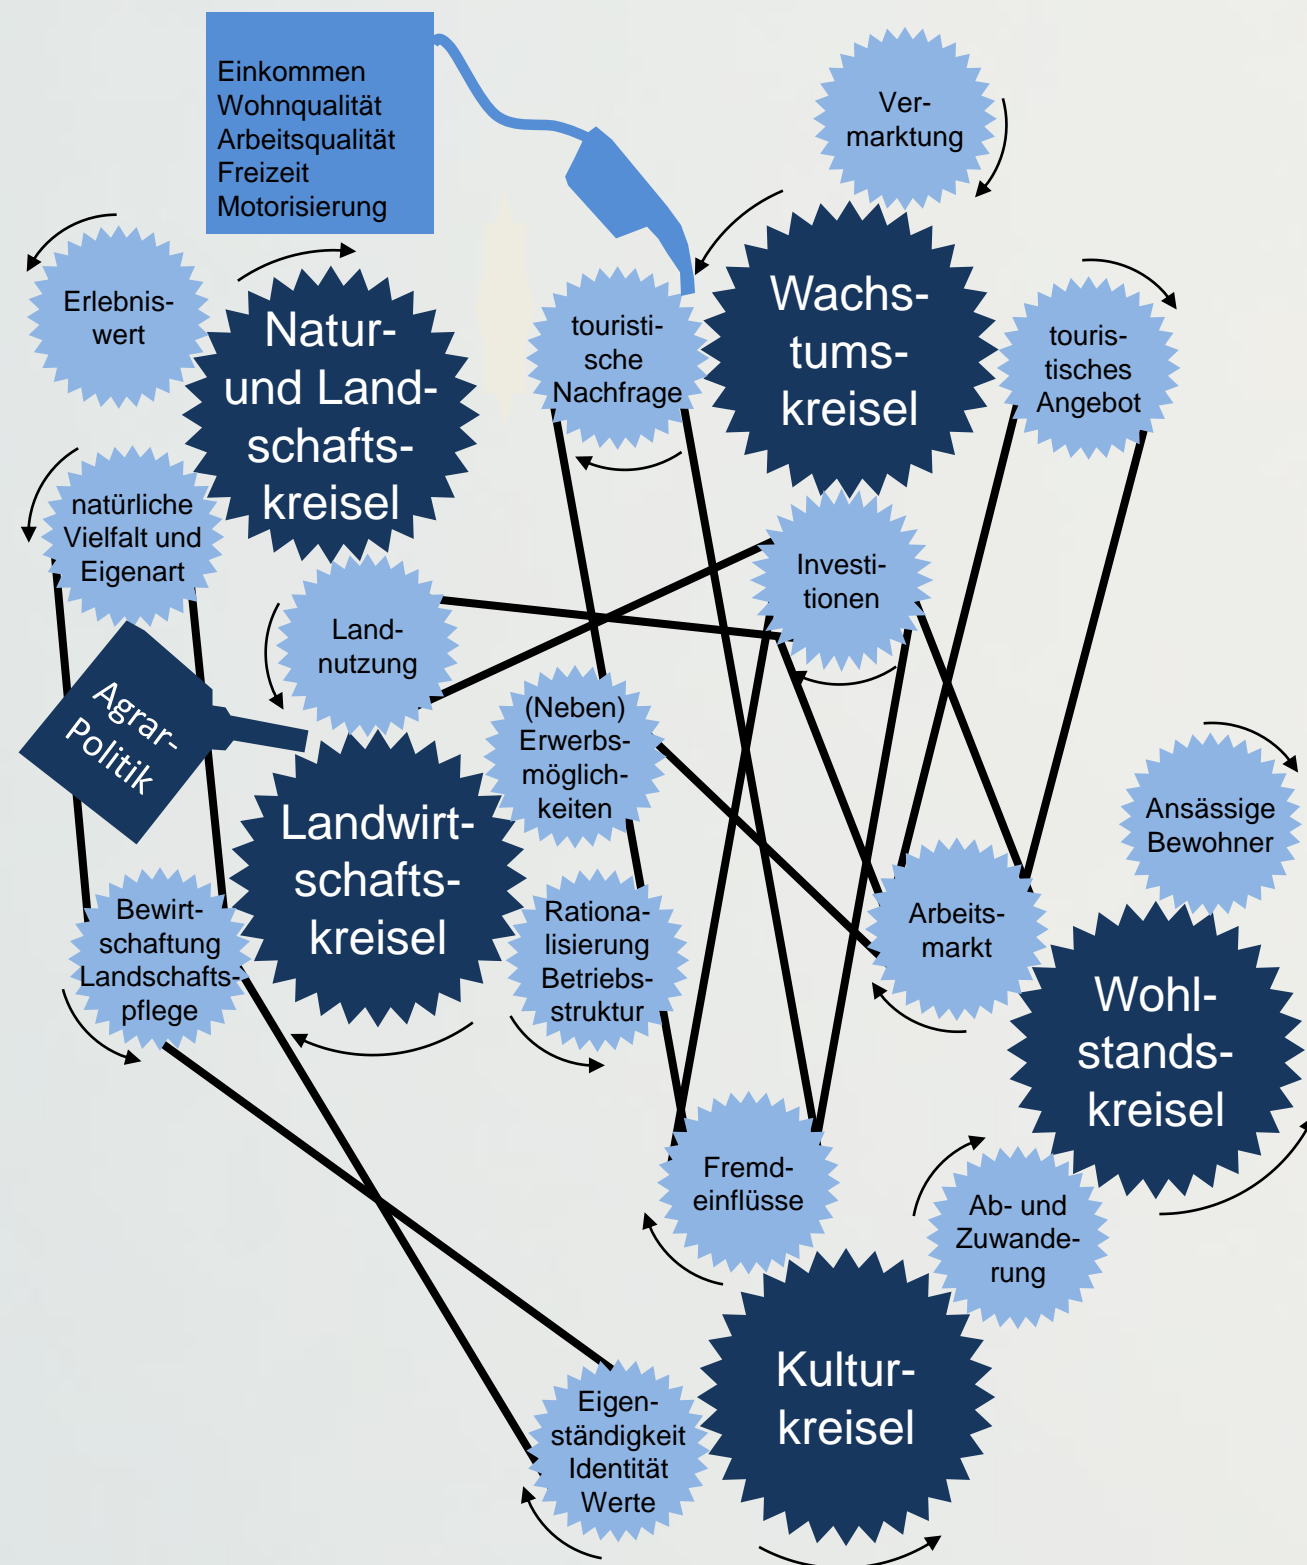 Einkommen
Wohnqualität
Arbeitsqualität
Freizeit
Motorisierung
Ver-
marktung
Erlebnis-
wert
Natur-
und Land-
schafts-
kreisel
touristi-
sche
Nachfrage
Wachs-
tums-
kreisel
touris-
tisches
Angebot
natürliche
Vielfalt und
Eigenart
Land-
nutzung
Investi-
tionen
Agrar-
Politik
(Neben)
Erwerbs-
möglich-
keiten
Ansässige
Bewohner
Landwirt-
schafts-
kreisel
Bewirt-
schaftung
Landschafts-
pflege
Rationa-
lisierung
Betriebs-
struktur
Arbeits-
markt
Wohl-
stands-
kreisel
Fremd-
einflüsse
Ab- und
Zuwande-
rung
Kultur-
kreisel
Eigen-
ständigkeit
Identität
Werte